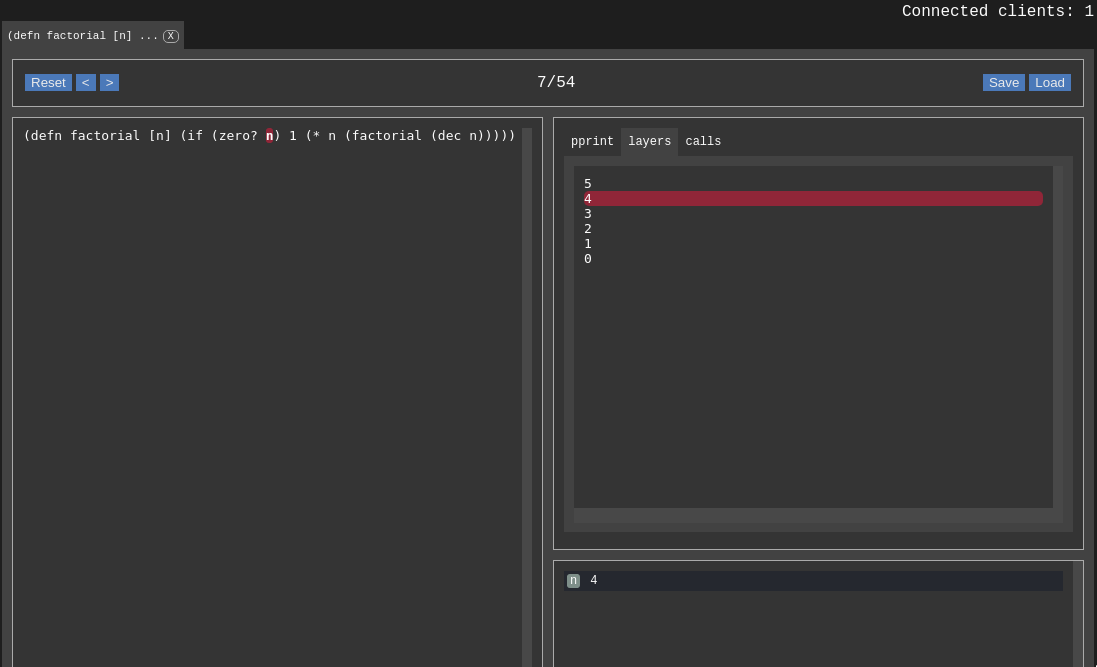 Connected clients: 1
(defn factorial [n] ... X
Reset < > 7/54 Save Load
(defn factorial [n] (if (zero? n) 1 (* n (factorial (dec n)))))
pprint layers calls
5
4
3
2
1
0
n 4